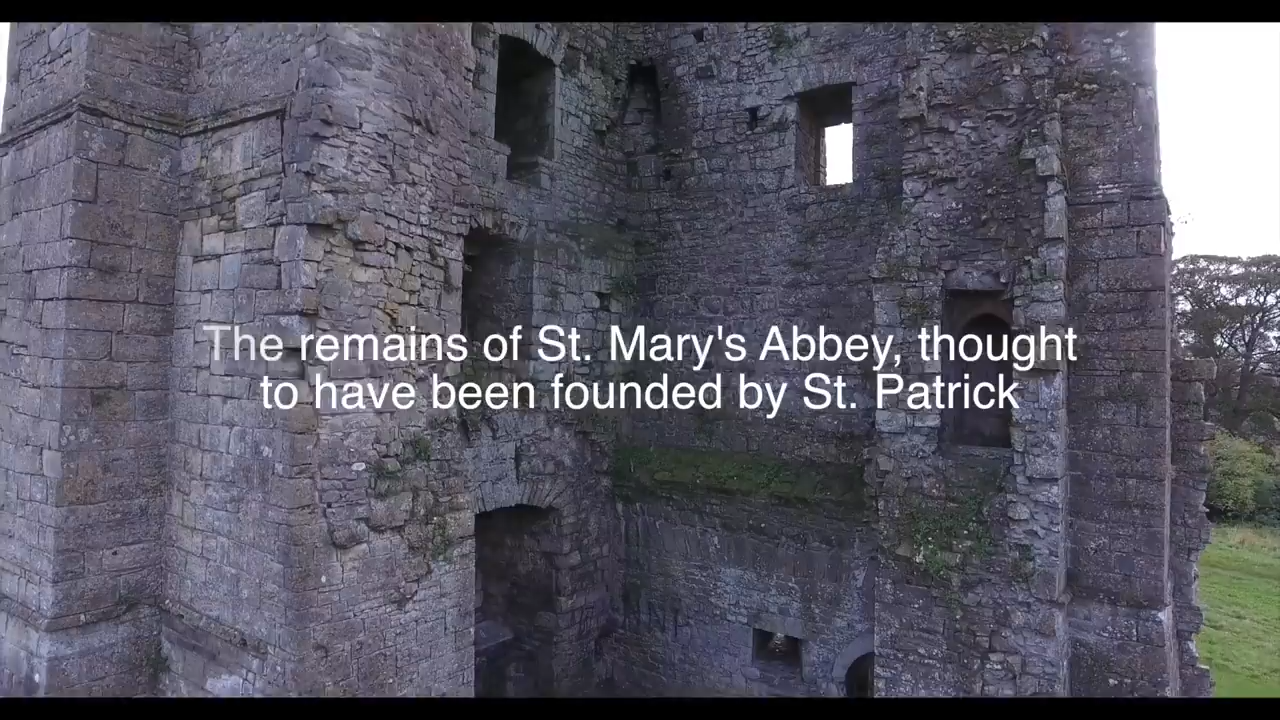 The remains of St. Mary's Abbey, thought
to have been founded by St. Patrick